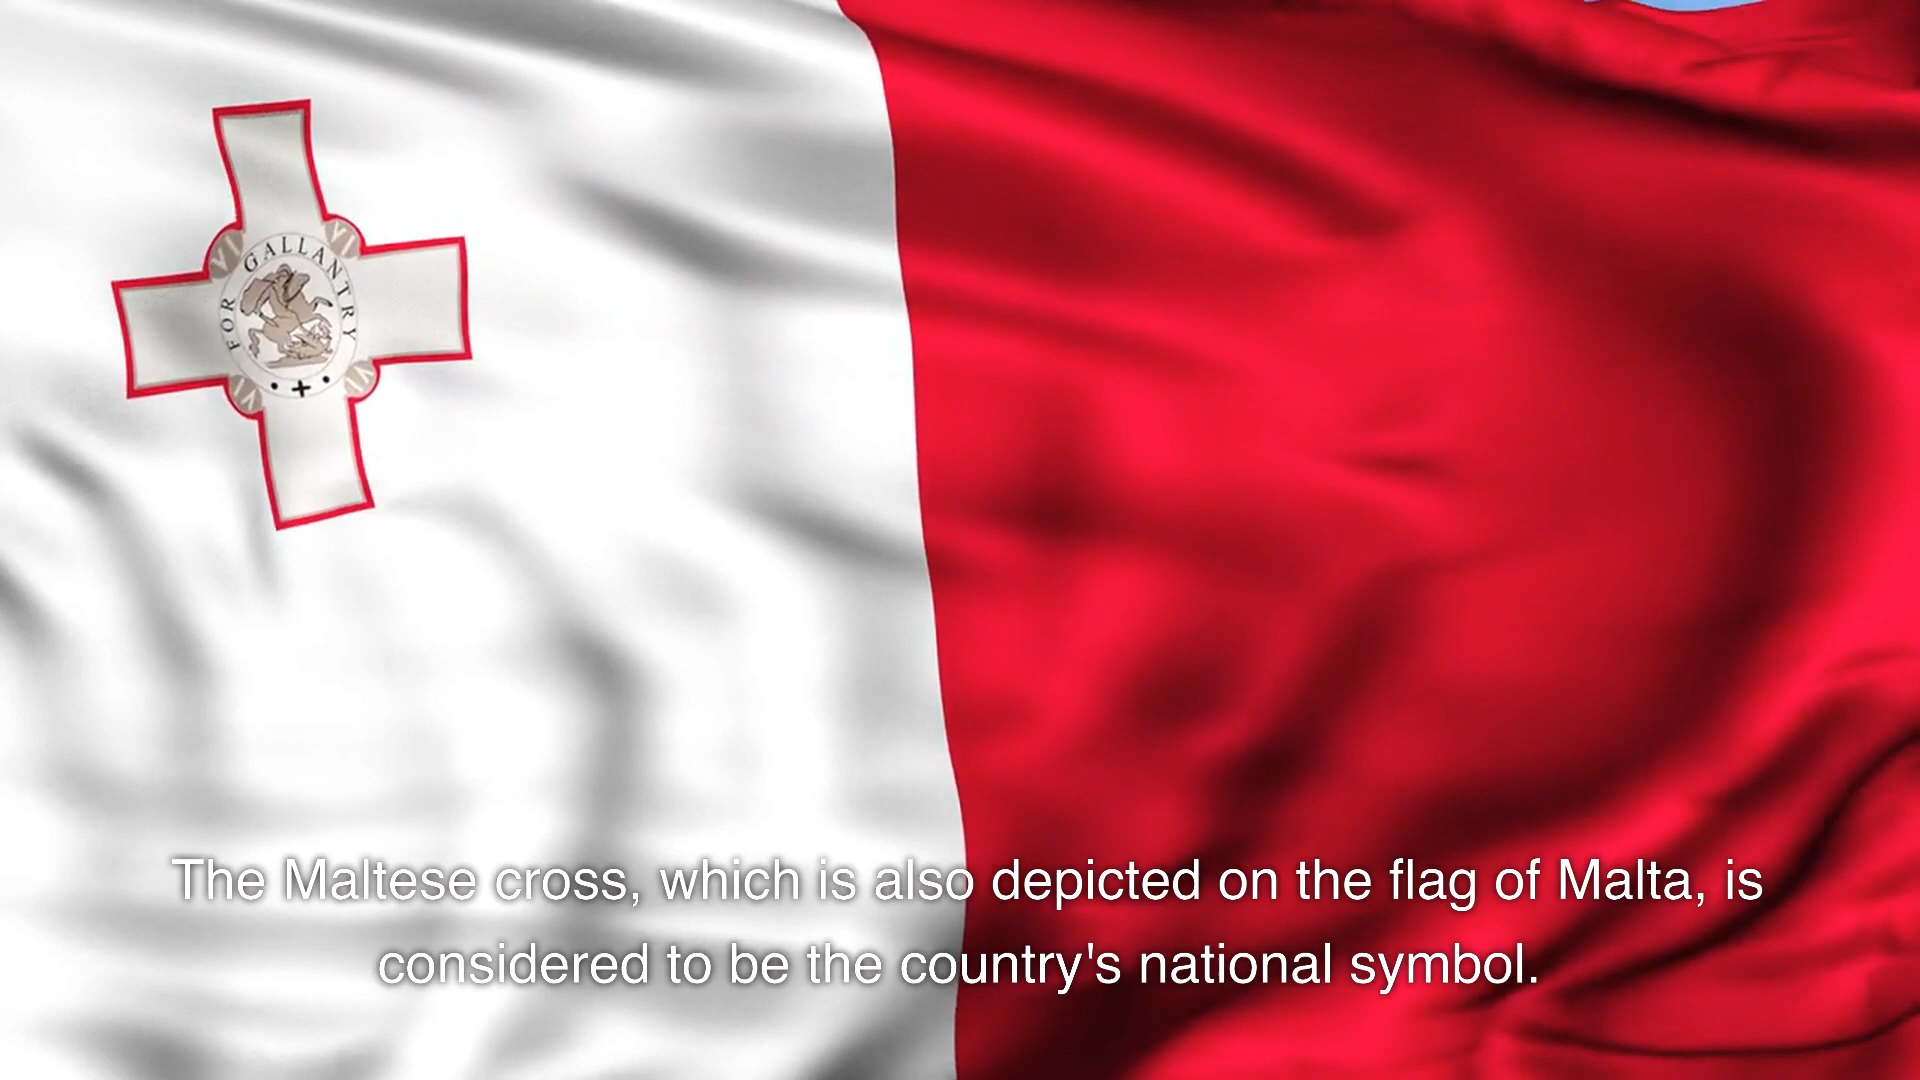 FOR GALLANTRY
The Maltese cross, which is also depicted on the flag of Malta, is
considered to be the country's national symbol.